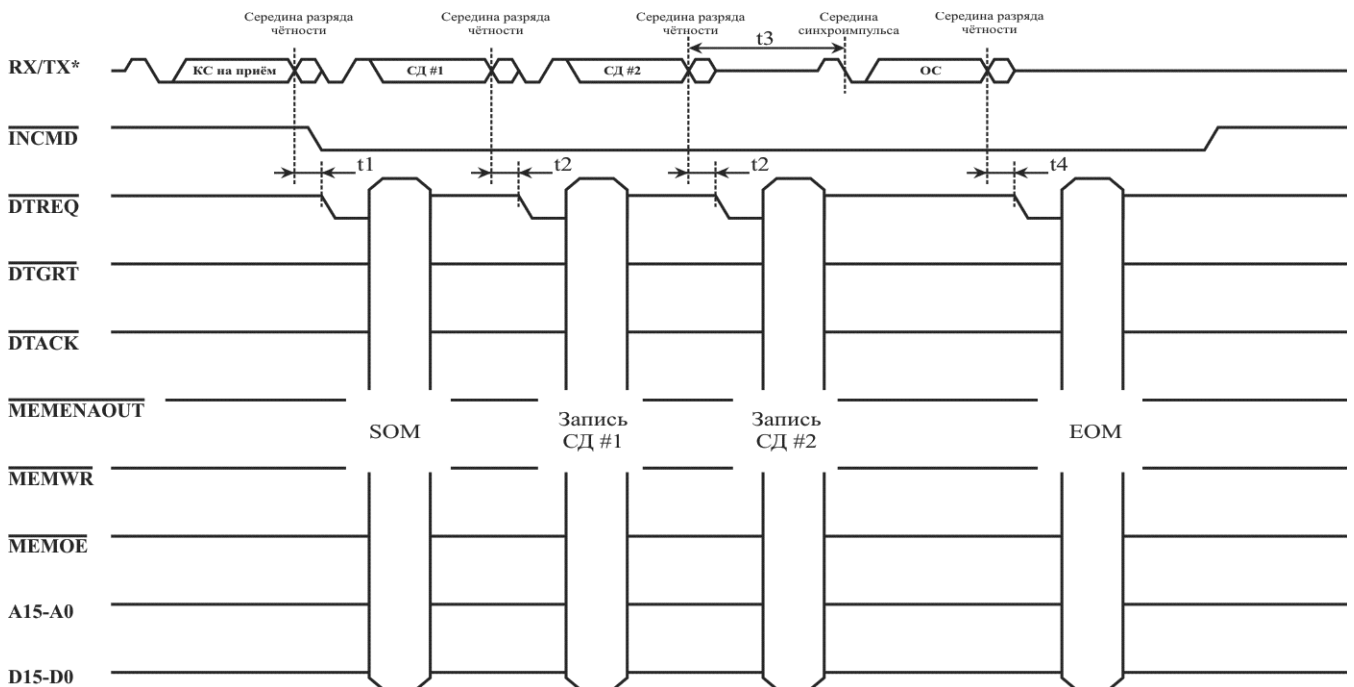 Середина разряда
чётности
Середина разряда
чётности
Середина разряда
чётности
Середина
синхроимпульса
Середина разряда
чётности
t3
RX/TX*
КС на приём
СД #1
СД #2
ОС
INCMD
t1
t2
t2
t4
DTREQ
DTGRT
DTACK
MEMENAOUT
SOM
Запись
СД #1
Запись
СД #2
EOM
MEMWR
MEMOE
A15-A0
D15-D0